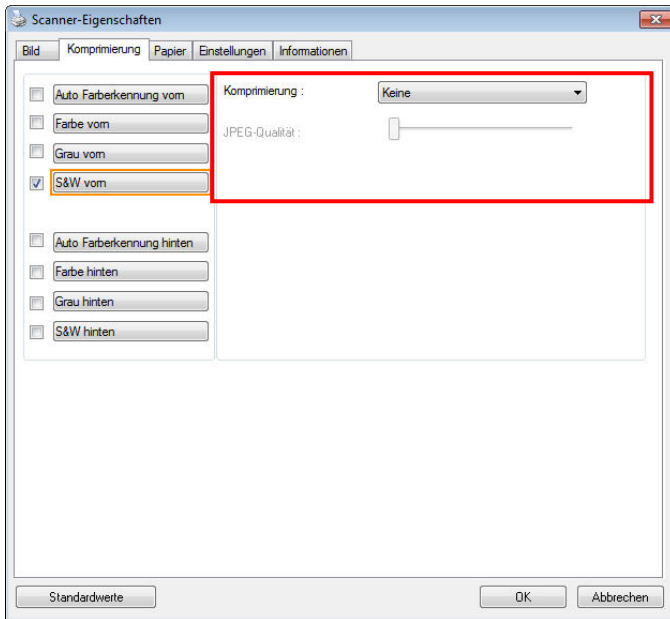 Scanner-Eigenschaften
Bild Komprimierung Papier Einstellungen Informationen
Auto Farberkennung vorn
Farbe vorn
Grau vorn
S&W vorn
Auto Farberkennung hinten
Farbe hinten
Grau hinten
S&W hinten
Komprimierung : Keine
JPEG-Qualität :
Standardwerte OK Abbrechen